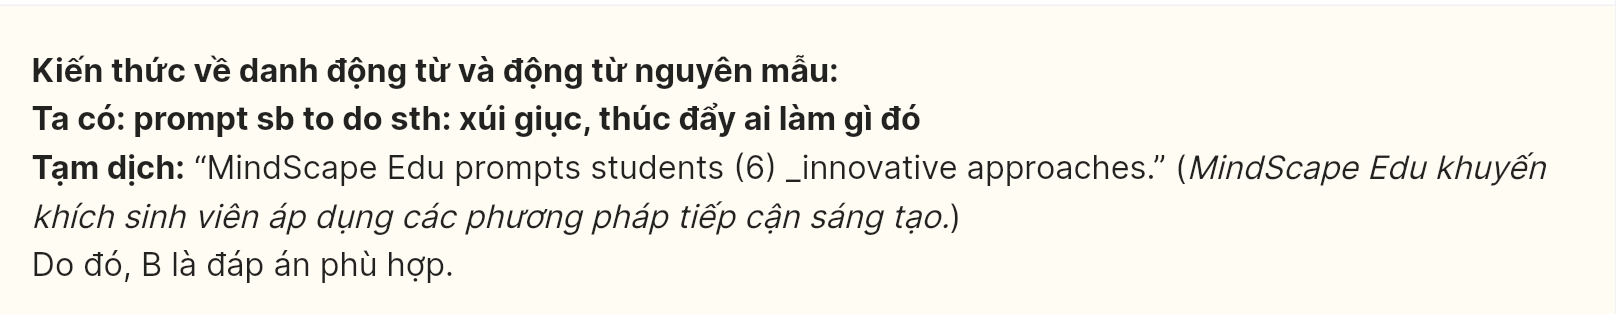 Kiến thức về danh động từ và động từ nguyên mẫu:
Ta có: prompt sb to do sth: xúi giục, thúc đẩy ai làm gì đó
Tạm dịch: “MindScape Edu prompts students (6) _innovative approaches.” (MindScape Edu khuyến
khích sinh viên áp dụng các phương pháp tiếp cận sáng tạo.)
Do đó, B là đáp án phù hợp.